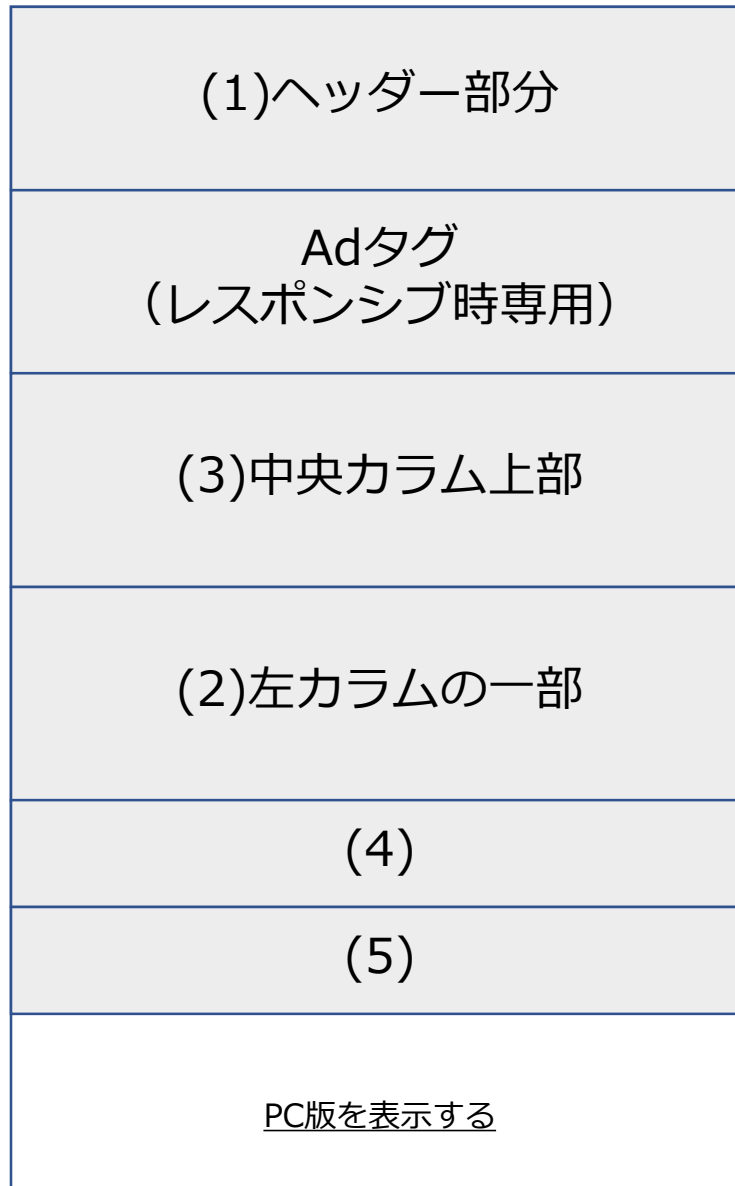 (1)ヘッダー部分
Adタグ
（レスポンシブ時専用）
(3)中央カラム上部
(2)左カラムの一部
(4)
(5)
PC版を表示する